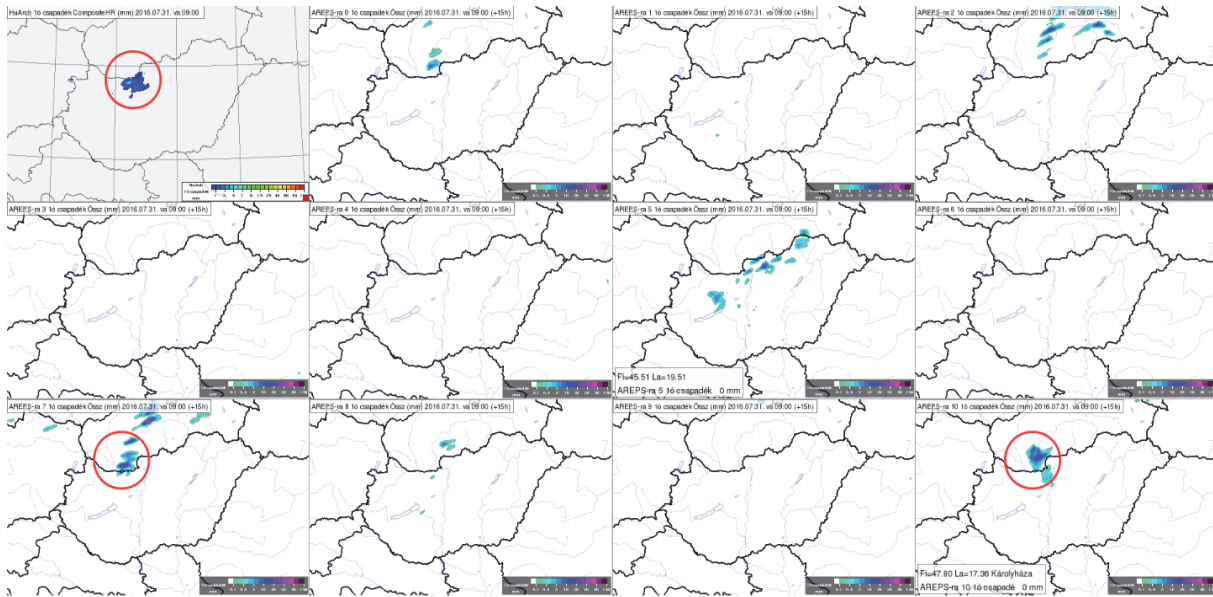 HuArch 1ó csapadék CompositeHR (mm) 2016.07.31. va 09:00
AREPS-ra 1ó csapadék Össz (mm) 2016.07.31. va 09:00 (+15h)
AREPS-ra 1 1ó csapadék Össz (mm) 2016.07.31. va 09:00 (+15h)
AREPS-ra 2 1ó csapadék Össz (mm) 2016.07.31. va 09:00 (+15h)
HuArch
1ó csapadék
mm
AREPS-ra 3 1ó csapadék Össz (mm) 2016.07.31. va 09:00 (+15h)
AREPS-ra 4 1ó csapadék Össz (mm) 2016.07.31. va 09:00 (+15h)
AREPS-ra 5 1ó csapadék Össz (mm) 2016.07.31. va 09:00 (+15h)
AREPS-ra 6 1ó csapadék Össz (mm) 2016.07.31. va 09:00 (+15h)
Fi=45.51 La=19.51
AREPS-ra 5 1ó csapadék 0 mm
AREPS-ra 7 1ó csapadék Össz (mm) 2016.07.31. va 09:00 (+15h)
AREPS-ra 8 1ó csapadék Össz (mm) 2016.07.31. va 09:00 (+15h)
AREPS-ra 9 1ó csapadék Össz (mm) 2016.07.31. va 09:00 (+15h)
AREPS-ra 10 1ó csapadék Össz (mm) 2016.07.31. va 09:00 (+15h)
Fi=47.80 La=17.36 Károlyháza
AREPS-ra 10 1ó csapadé 0 mm